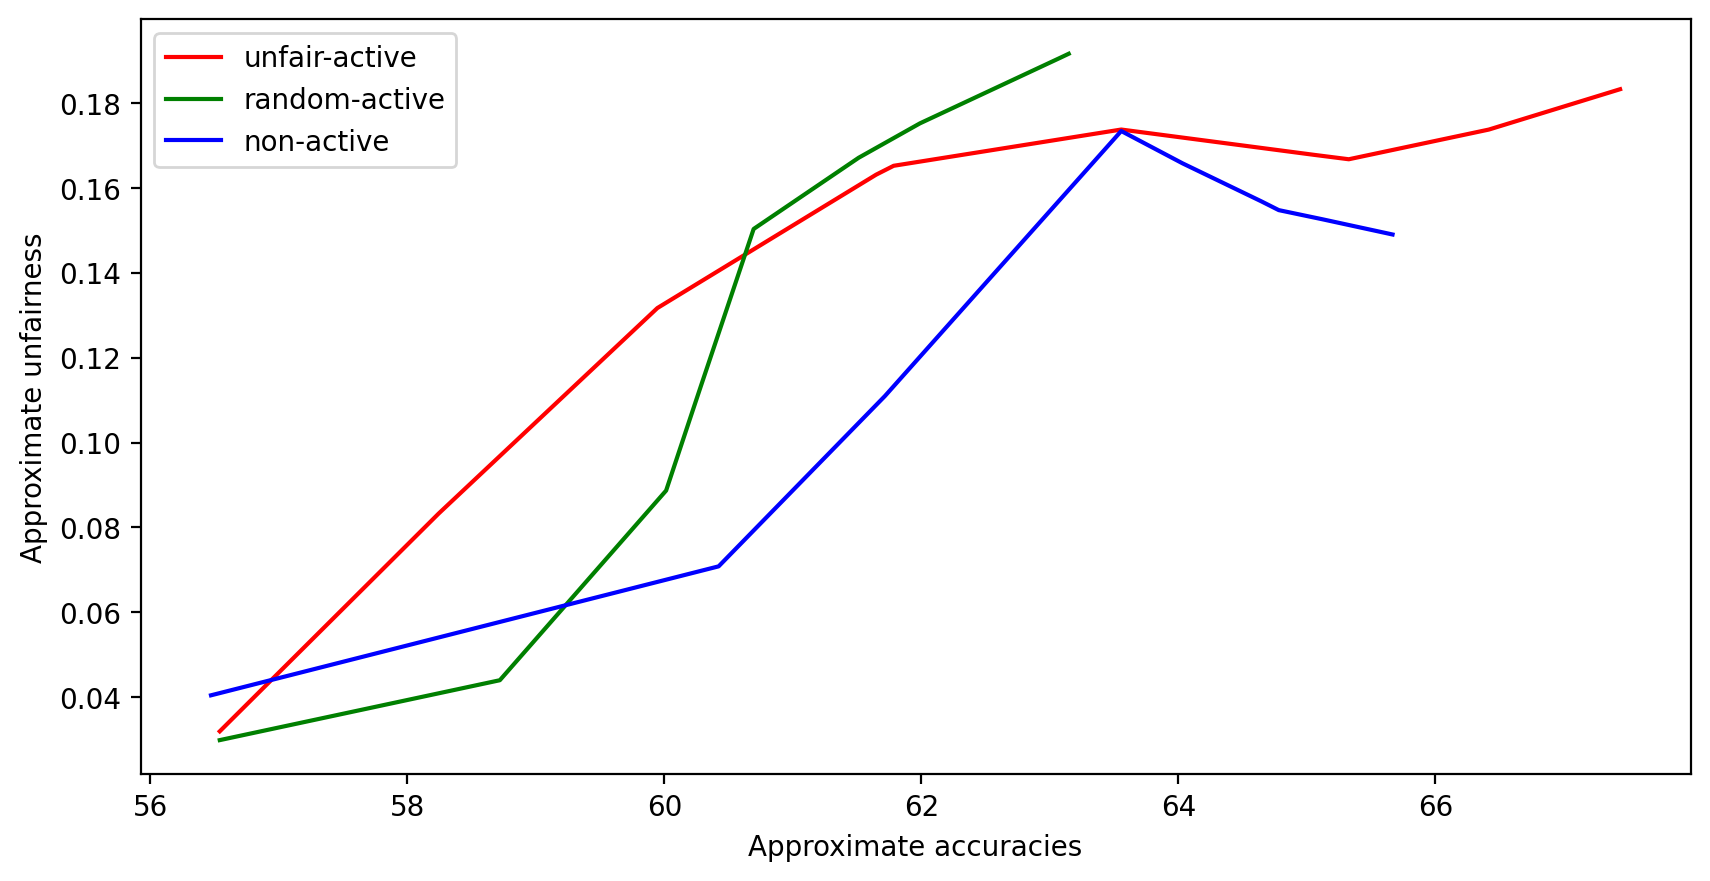 unfair-active
random-active
non-active
0.18
0.16
0.14
0.12
0.10
0.08
0.06
0.04
Approximate unfairness
56
58
60
62
64
66
Approximate accuracies